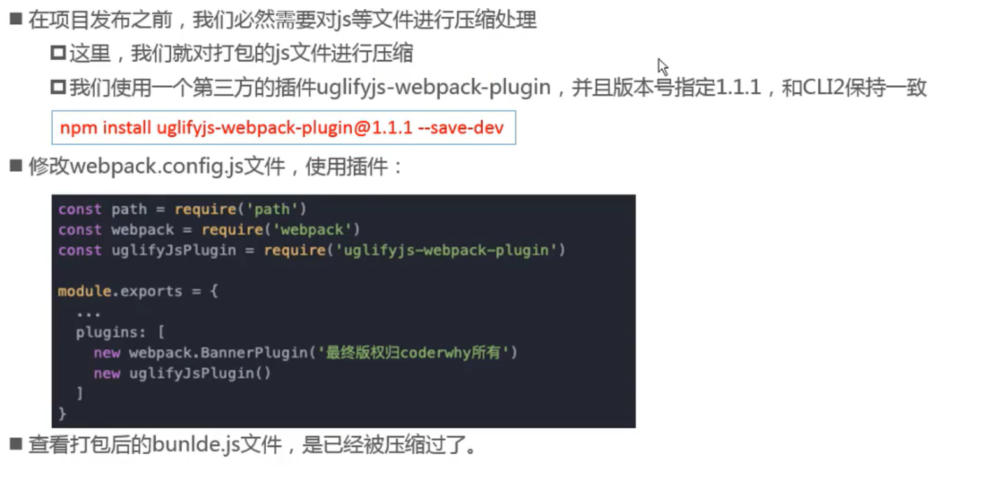 在项目发布之前，我们必然需要对js等文件进行压缩处理
这里，我们就对打包的js文件进行压缩
我们使用一个第三方的插件uglifyjs-webpack-plugin，并且版本号指定1.1.1，和CLI2保持一致
npm install uglifyjs-webpack-plugin@1.1.1 --save-dev
修改webpack.config.js文件，使用插件：
const path = require('path')
const webpack = require('webpack')
const uglifyJsPlugin = require('uglifyjs-webpack-plugin')
module.exports = {
...
plugins: [
new webpack.BannerPlugin('最终版权归coderwhy所有')
new uglifyJsPlugin()
]
}
查看打包后的bunlde.js文件，是已经被压缩过了。